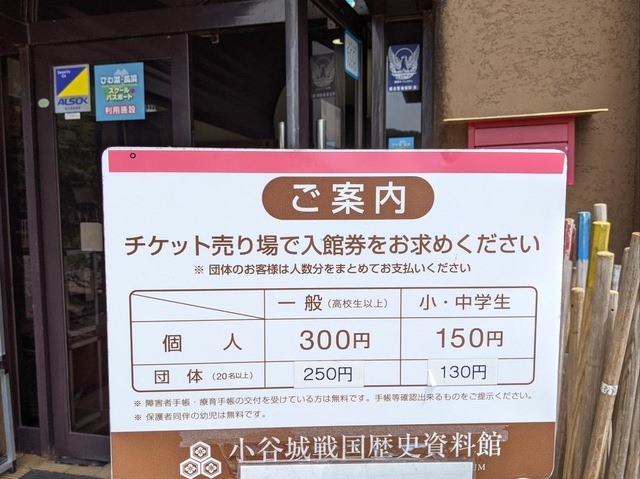 Security
ALSOK
びわ湖・長浜
スクール
パスポート
利用施設
ご案内
チケット売り場で入館券をお求めください
※ 団体のお客様は人数分をまとめてお支払いください
一般(高校生以上) 小・中学生
個人 300円 150円
団体(20名以上) 250円 130円
※ 障害者手帳・療育手帳の交付を受けている方は無料です。手帳等確認出来るものをご提示ください。
※ 保護者同伴の幼児は無料です。
小谷城戦国歴史資料館